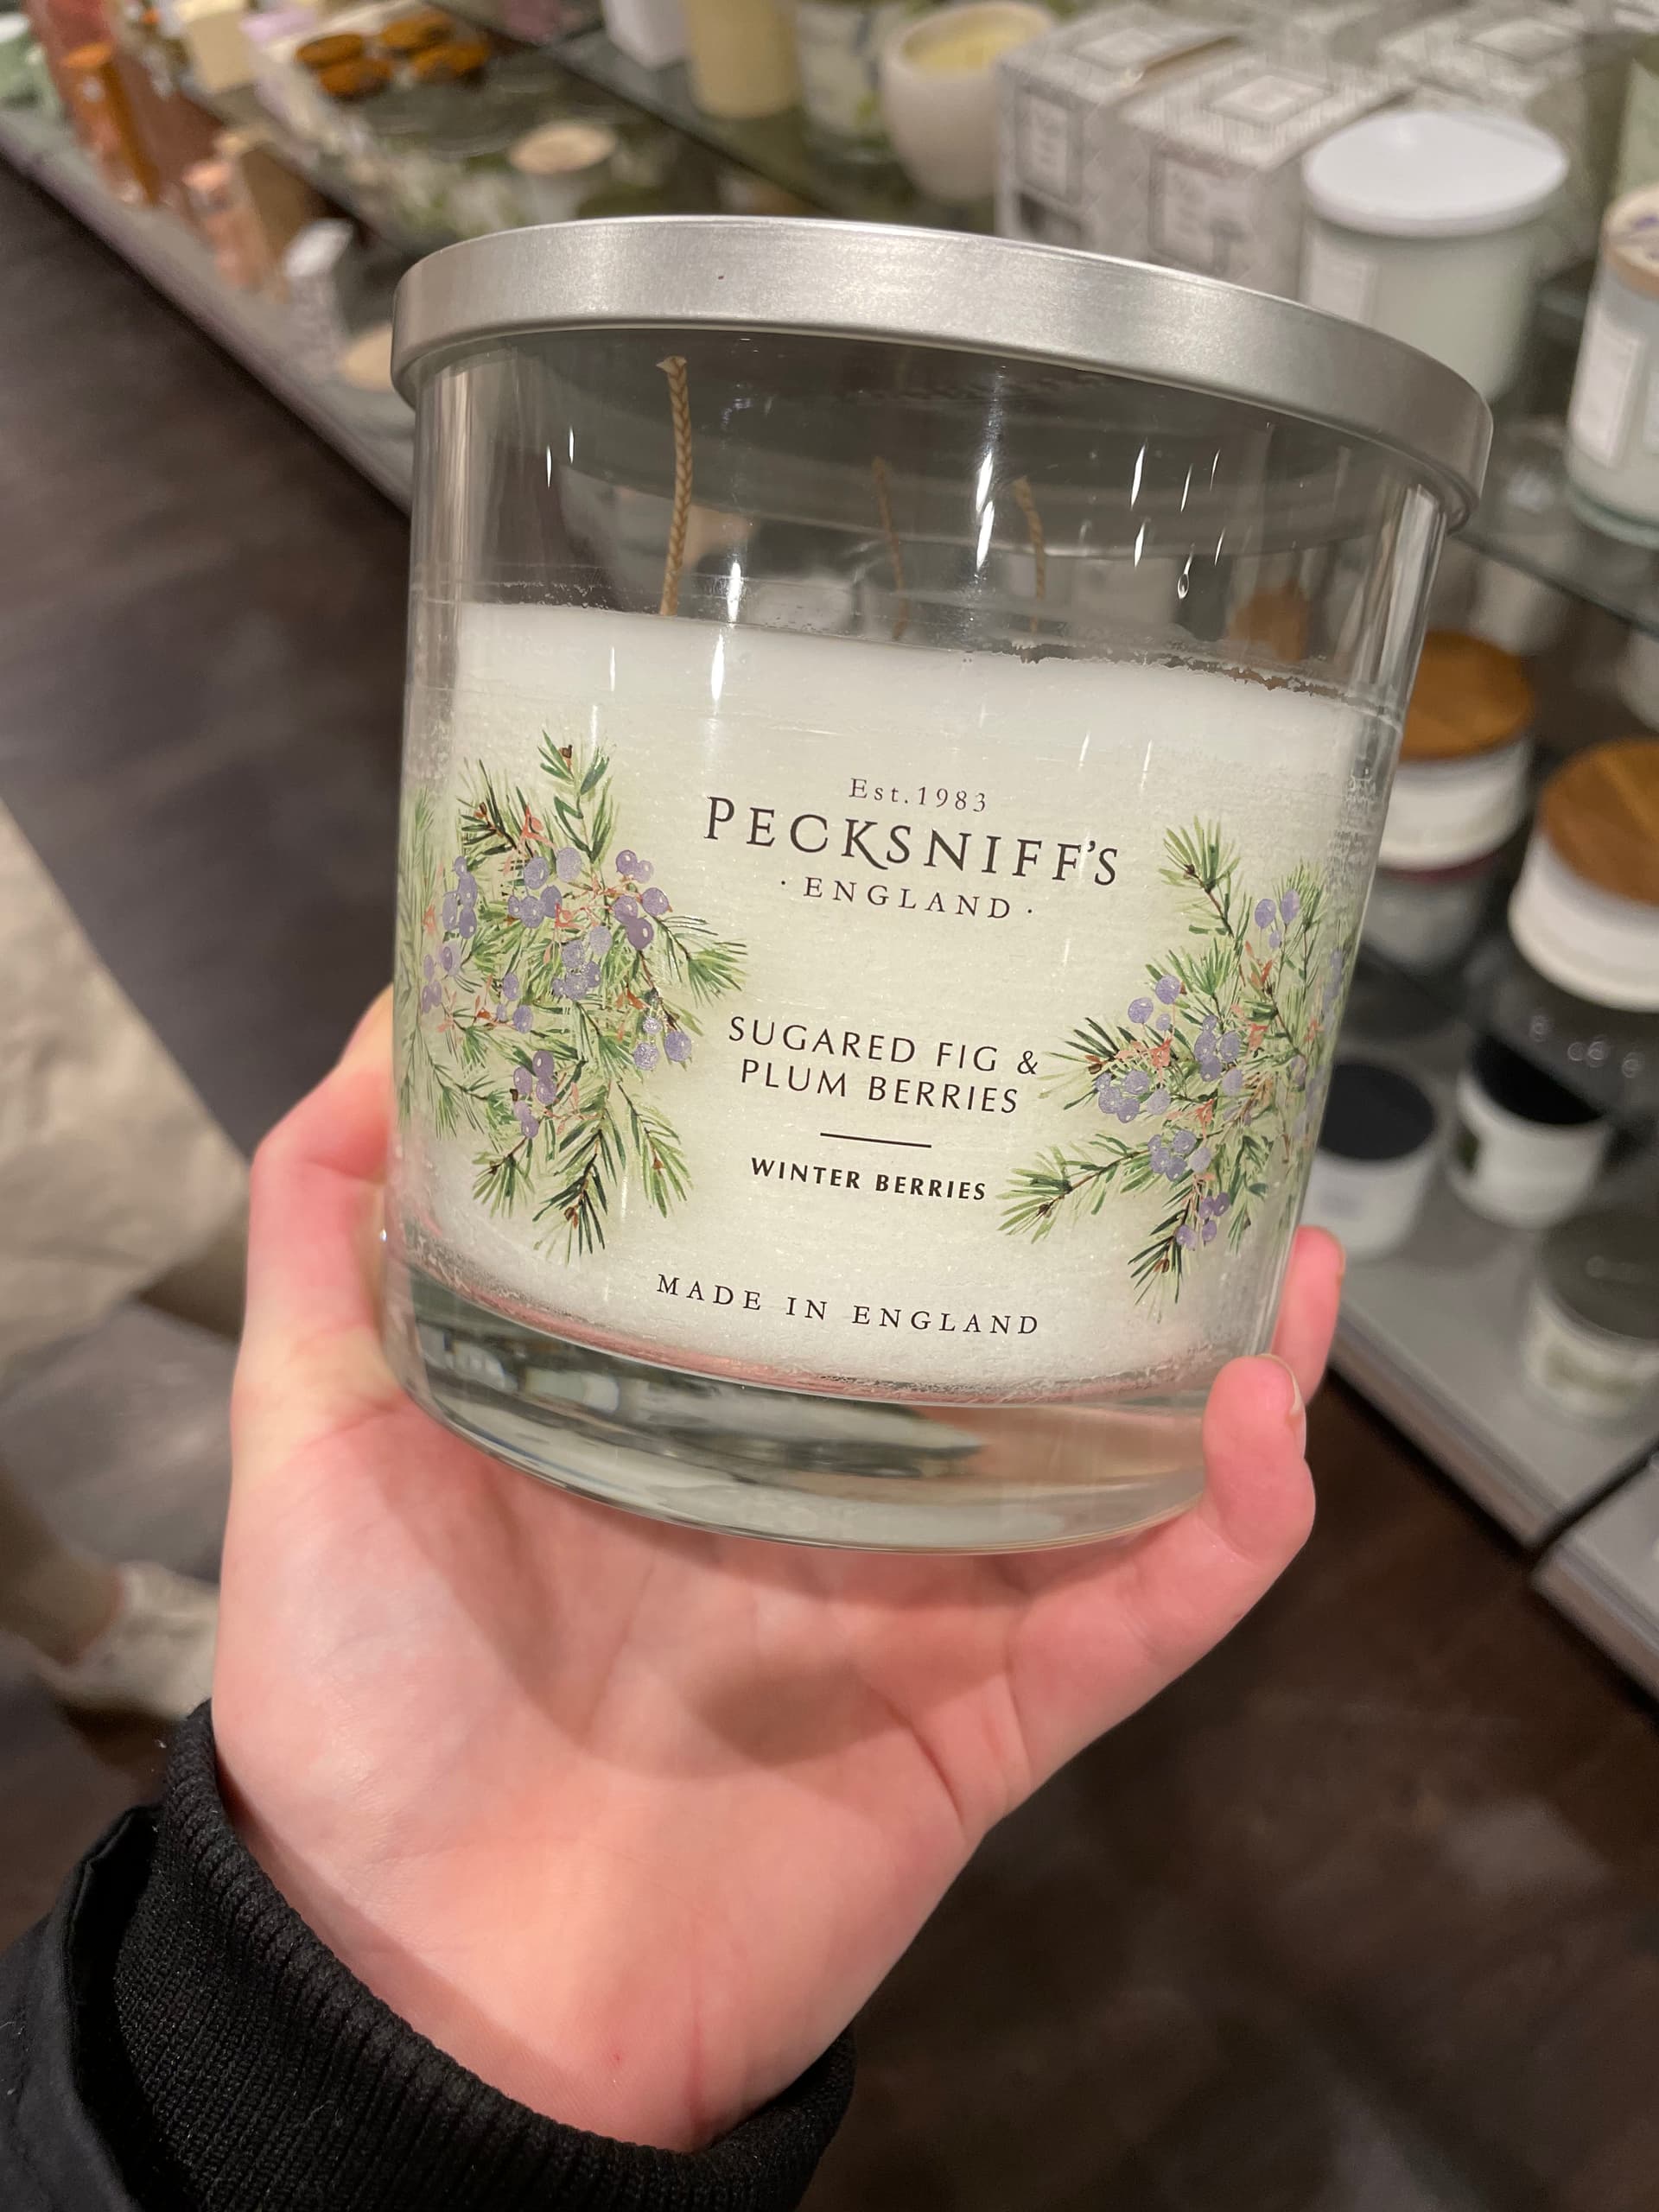 Est.1983
PECKSNIFF'S
· ENGLAND ·
SUGARED FIG &
PLUM BERRIES
WINTER BERRIES
MADE IN ENGLAND